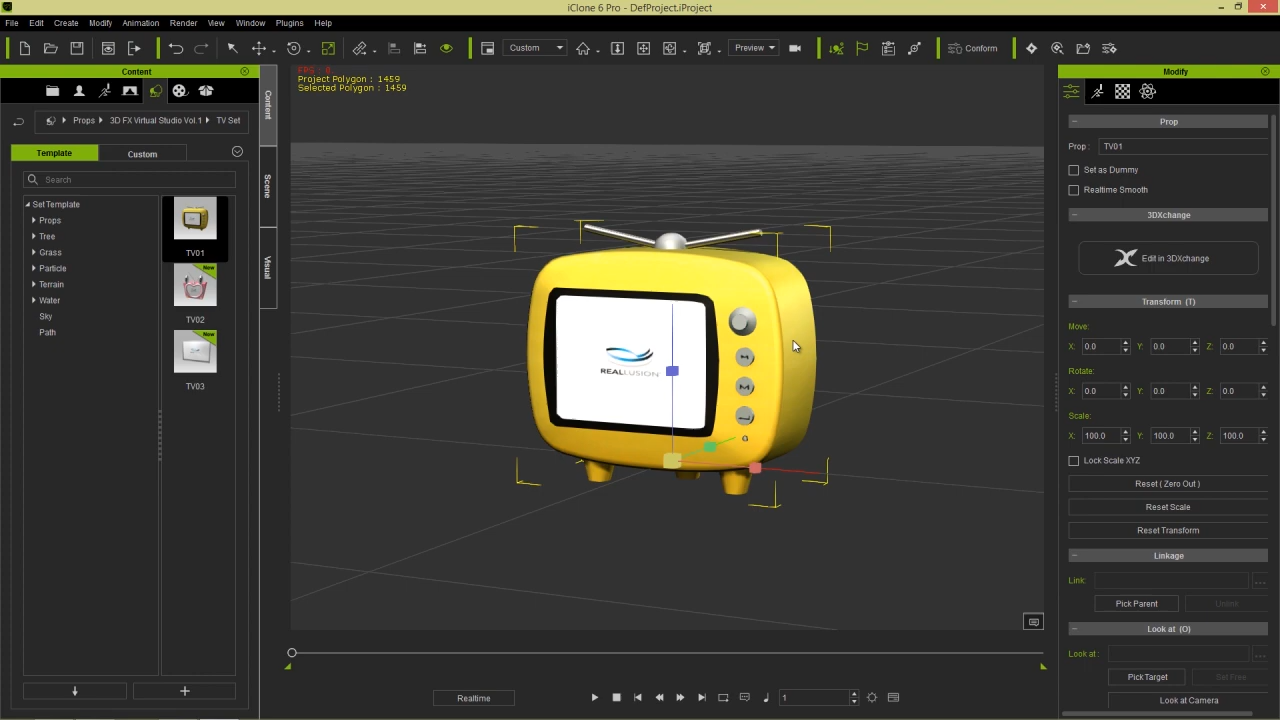 iClone 6 Pro - DefProject.iProject
File Edit Create Modify Animation Render View Window Plugins Help
Custom Preview Conform
Content
Props 3D FX Virtual Studio Vol.1 TV Set
Template Custom
Search
Set Template
Props
Tree
Grass
Particle
Terrain
Water
Sky
Path
TV01
New
TV02
New
TV03
Content
Scene
Visual
FPS : 0.
Project Polygon : 1459
Selected Polygon : 1459
REALLUSION
Realtime
1
Modify
Prop
Prop : TV01
Set as Dummy
Realtime Smooth
3DXchange
Edit in 3DXchange
Transform (T)
Move:
X: 0.0 Y: 0.0 Z: 0.0
Rotate:
X: 0.0 Y: 0.0 Z: 0.0
Scale:
X: 100.0 Y: 100.0 Z: 100.0
Lock Scale XYZ
Reset ( Zero Out )
Reset Scale
Reset Transform
Linkage
Link: ...
Pick Parent Unlink
Look at (O)
Look at : ...
Pick Target Set Free
Look at Camera